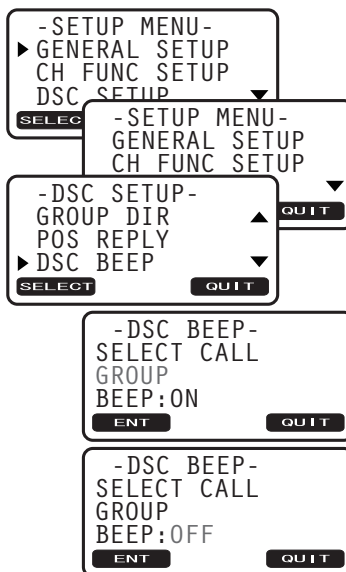 -SETUP MENU-
GENERAL SETUP
CH FUNC SETUP
DSC SETUP
SELEC
-SETUP MENU-
GENERAL SETUP
CH FUNC SETUP
QUIT
-DSC SETUP-
GROUP DIR
POS REPLY
DSC BEEP
SELECT QUIT
-DSC BEEP-
SELECT CALL
GROUP
BEEP:ON
ENT QUIT
-DSC BEEP-
SELECT CALL
GROUP
BEEP:OFF
ENT QUIT